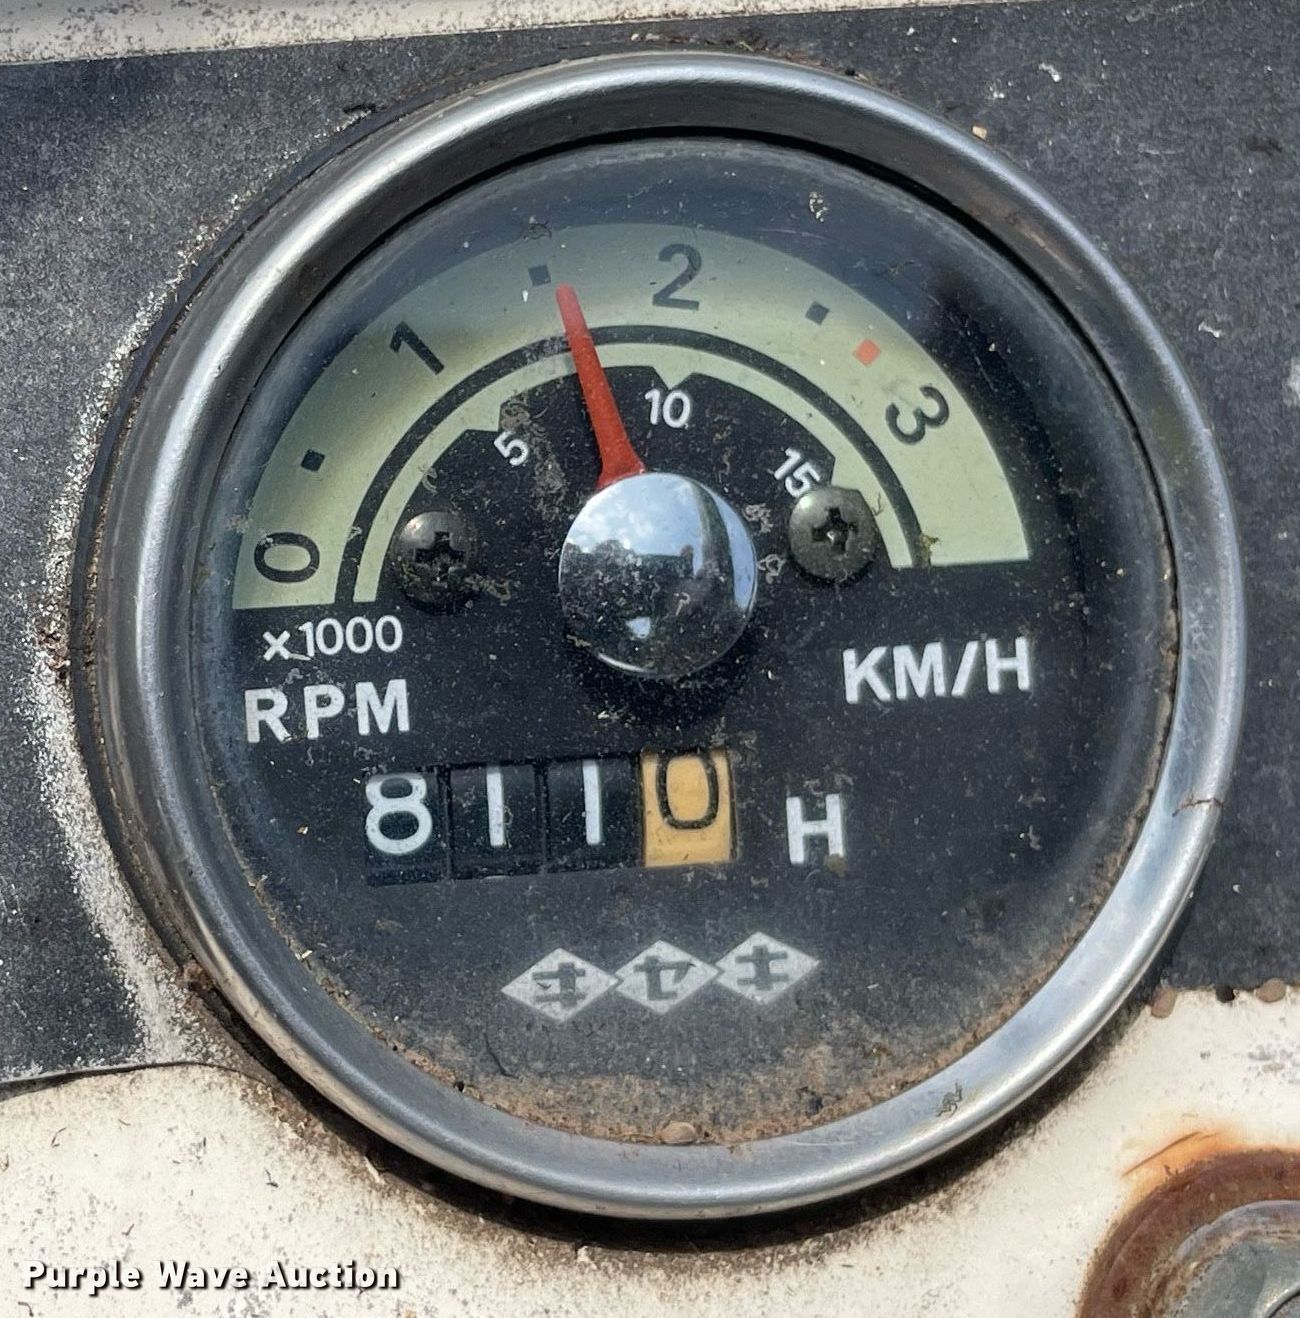 0 1 2 3
5 10 15
x1000
RPM
KM/H
8110 H
ヰセキ
Purple Wave Auction